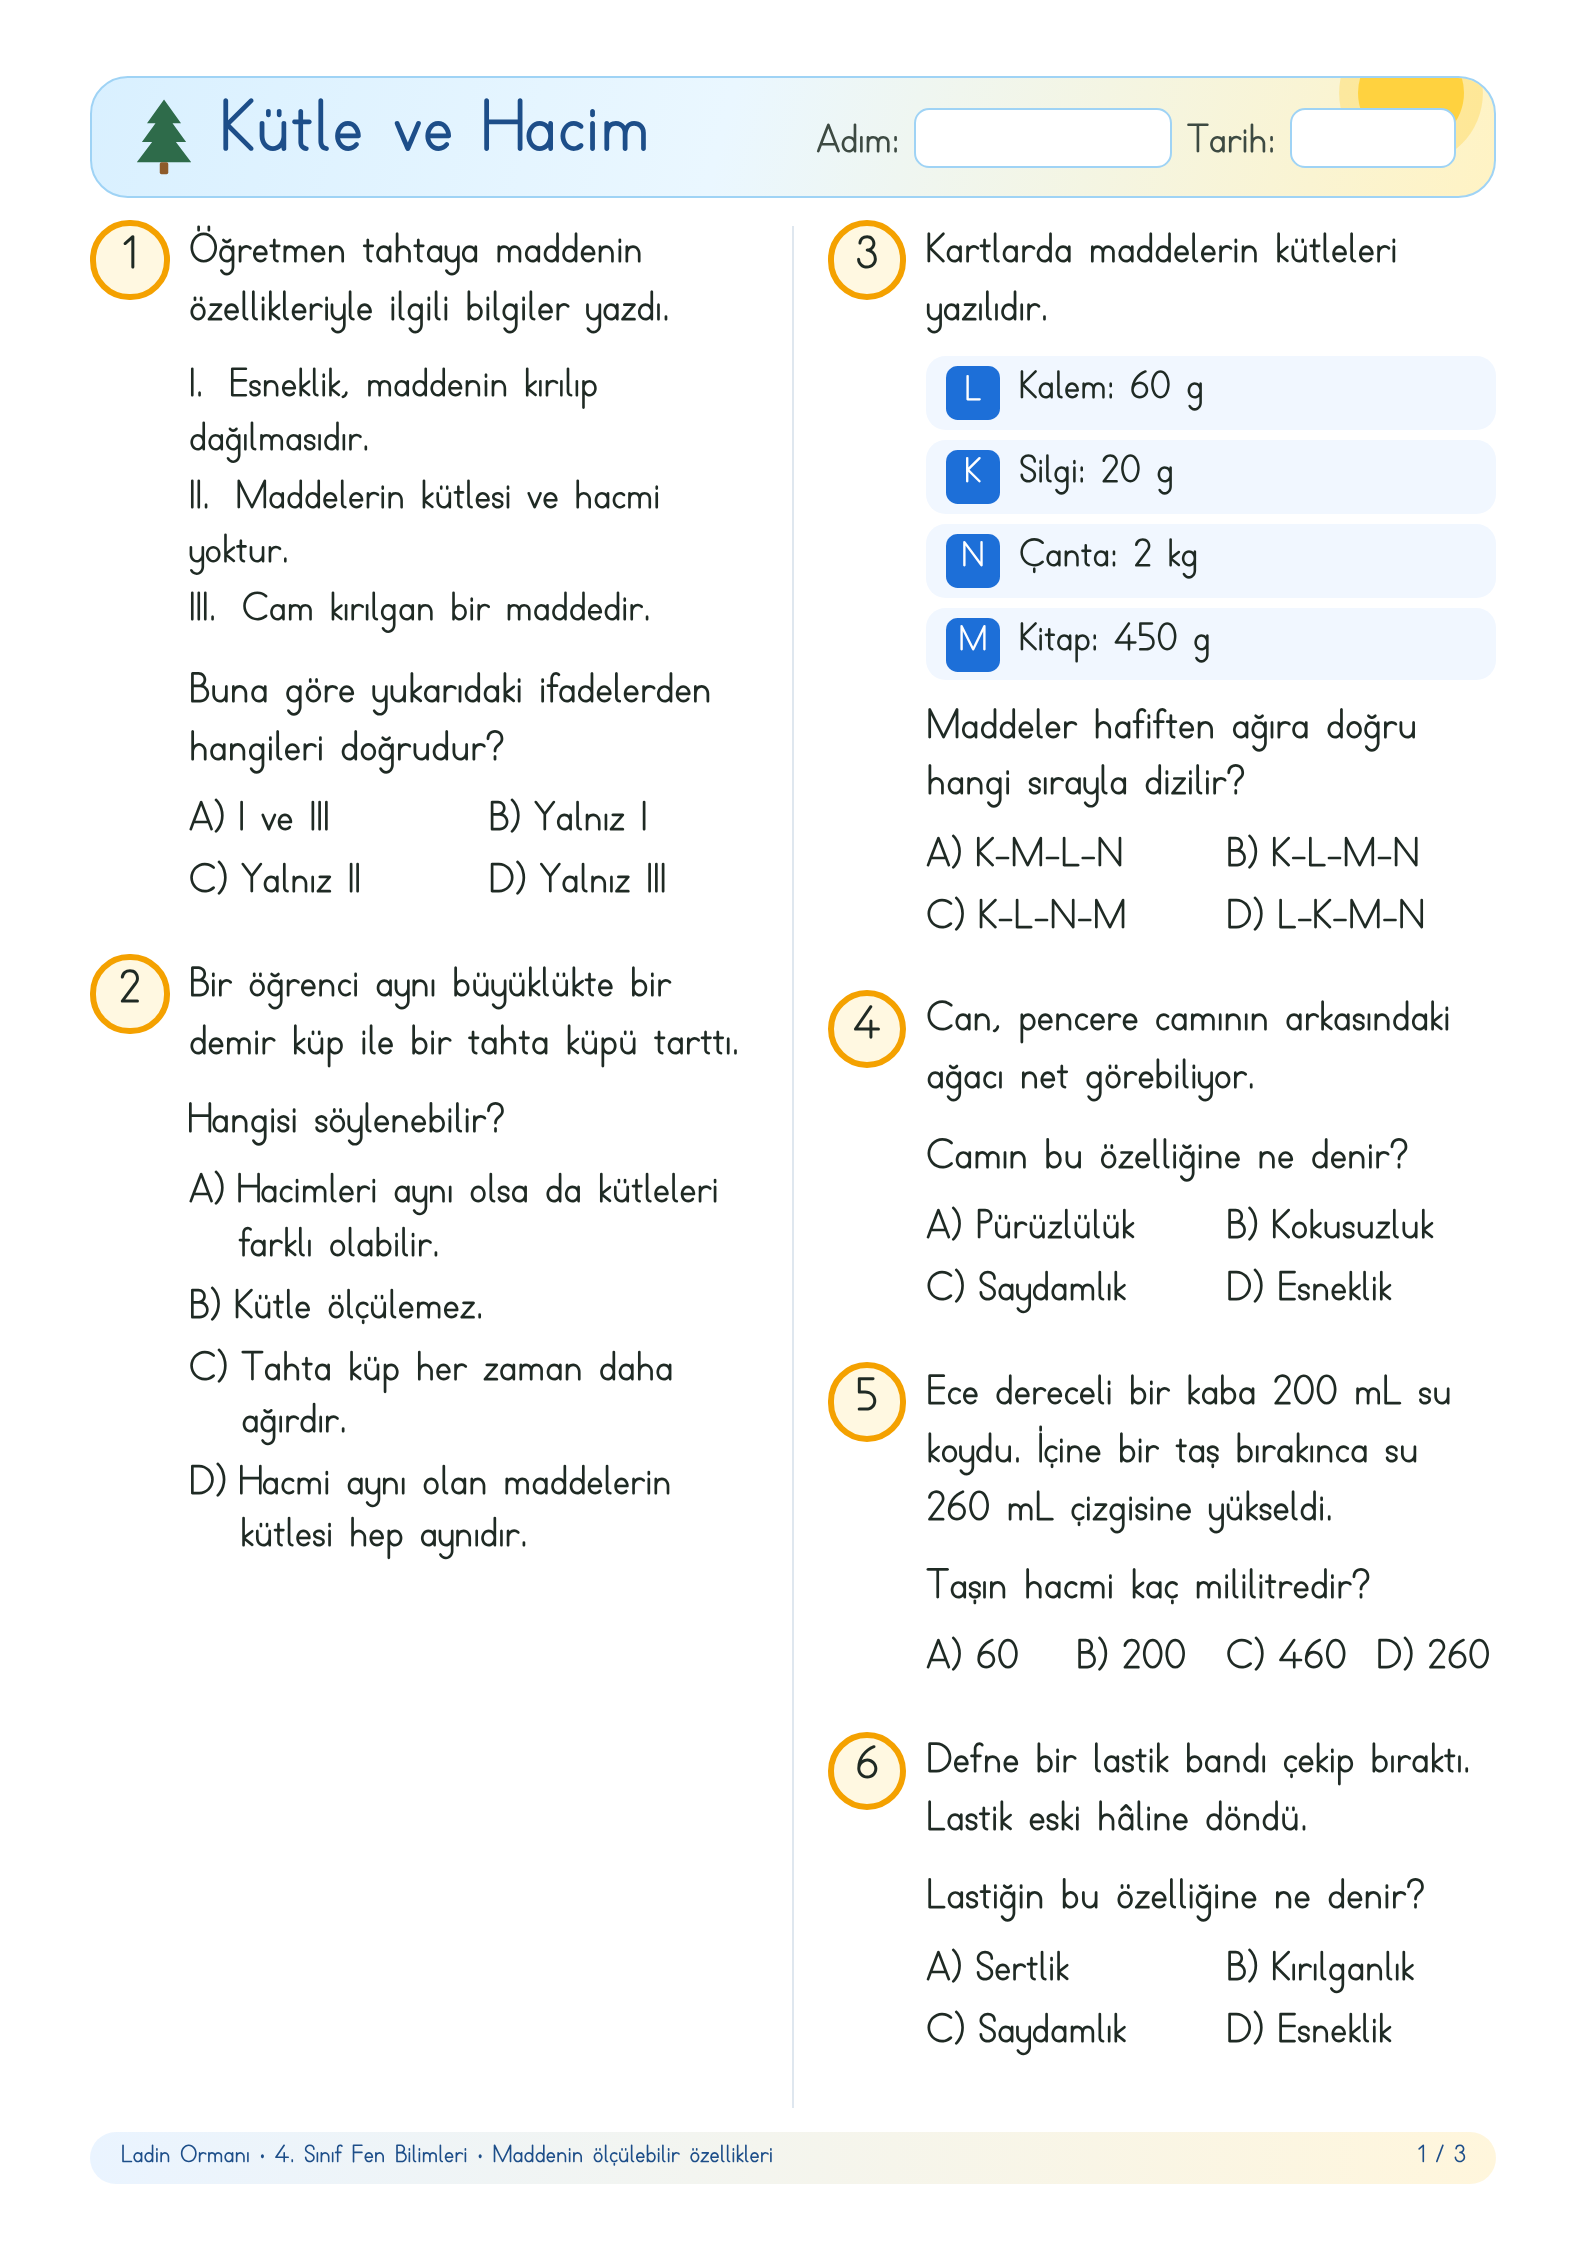 Kütle ve Hacim
Adım:
Tarih:
1
Öğretmen tahtaya maddenin
özellikleriyle ilgili bilgiler yazdı.
I. Esneklik, maddenin kırılıp
dağılmasıdır.
II. Maddelerin kütlesi ve hacmi
yoktur.
III. Cam kırılgan bir maddedir.
Buna göre yukarıdaki ifadelerden
hangileri doğrudur?
A) I ve III
B) Yalnız I
C) Yalnız II
D) Yalnız III
2
Bir öğrenci aynı büyüklükte bir
demir küp ile bir tahta küpü tarttı.
Hangisi söylenebilir?
A) Hacimleri aynı olsa da kütleleri
farklı olabilir.
B) Kütle ölçülemez.
C) Tahta küp her zaman daha
ağırdır.
D) Hacmi aynı olan maddelerin
kütlesi hep aynıdır.
3
Kartlarda maddelerin kütleleri
yazılıdır.
L Kalem: 60 g
K Silgi: 20 g
N Çanta: 2 kg
M Kitap: 450 g
Maddeler hafiften ağıra doğru
hangi sırayla dizilir?
A) K-M-L-N
B) K-L-M-N
C) K-L-N-M
D) L-K-M-N
4
Can, pencere camının arkasındaki
ağacı net görebiliyor.
Camın bu özelliğine ne denir?
A) Pürüzlülük
B) Kokusuzluk
C) Saydamlık
D) Esneklik
5
Ece dereceli bir kaba 200 mL su
koydu. İçine bir taş bırakınca su
260 mL çizgisine yükseldi.
Taşın hacmi kaç mililitredir?
A) 60
B) 200
C) 460
D) 260
6
Defne bir lastik bandı çekip bıraktı.
Lastik eski hâline döndü.
Lastiğin bu özelliğine ne denir?
A) Sertlik
B) Kırılganlık
C) Saydamlık
D) Esneklik
Ladin Ormanı • 4. Sınıf Fen Bilimleri • Maddenin ölçülebilir özellikleri
1 / 3